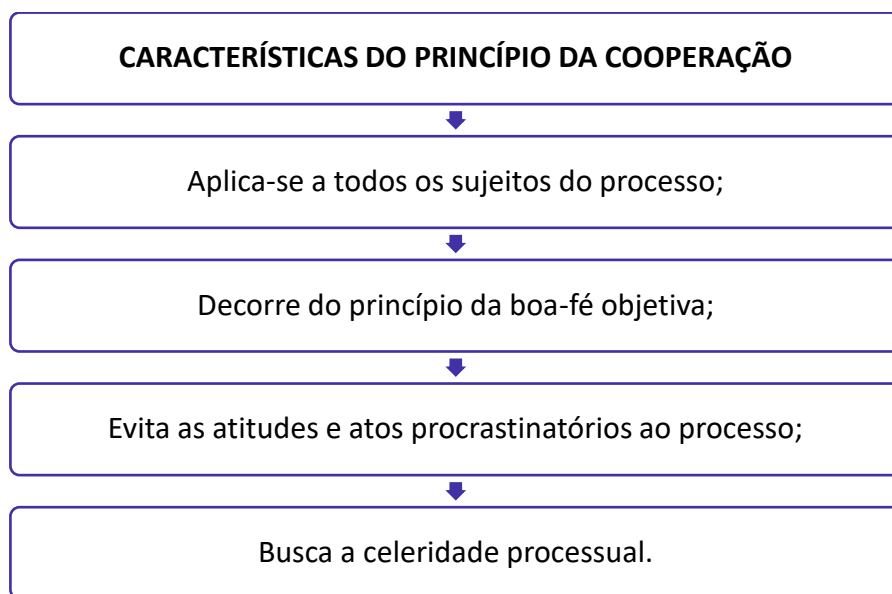 CARACTERÍSTICAS DO PRINCÍPIO DA COOPERAÇÃO
Aplica-se a todos os sujeitos do processo;
Decorre do princípio da boa-fé objetiva;
Evita as atitudes e atos procrastinatórios ao processo;
Busca a celeridade processual.